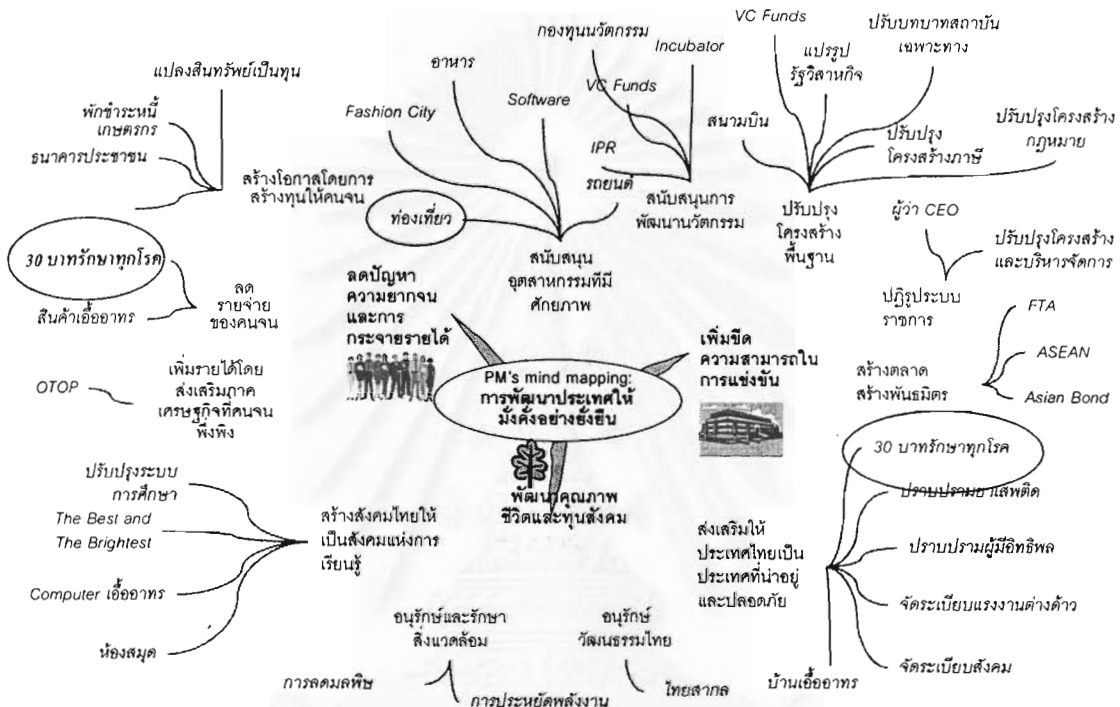 แปลงสินทรัพย์เป็นทุน
พักชำระหนี้
เกษตรกร
ธนาคารประชาชน
สร้างโอกาสโดยการ
สร้างทุนให้คนจน
30 บาทรักษาทุกโรค
สินค้าเอื้ออาทร
ลด
รายจ่าย
ของคนจน
OTOP
เพิ่มรายได้โดย
ส่งเสริมภาค
เศรษฐกิจที่คนจน
พึ่งพิง
ลดปัญหา
ความยากจน
และการ
กระจายรายได้
อาหาร
Fashion City
Software
ท่องเที่ยว
รถยนต์
สนับสนุน
อุตสาหกรรมที่มี
ศักยภาพ
กองทุนนวัตกรรม
Incubator
VC Funds
IPR
สนับสนุนการ
พัฒนานวัตกรรม
VC Funds
แปรรูป
รัฐวิสาหกิจ
ปรับบทบาทสถาบัน
เฉพาะทาง
สนามบิน
ปรับปรุง
โครงสร้างภาษี
ปรับปรุงโครงสร้าง
กฎหมาย
ปรับปรุง
โครงสร้าง
พื้นฐาน
ผู้ว่า CEO
ปรับปรุงโครงสร้าง
และบริหารจัดการ
ปฏิรูประบบ
ราชการ
FTA
ASEAN
Asian Bond
สร้างตลาด
สร้างพันธมิตร
เพิ่มขีด
ความสามารถใน
การแข่งขัน
PM's mind mapping:
การพัฒนาประเทศให้
มั่งคั่งอย่างยั่งยืน
พัฒนาคุณภาพ
ชีวิตและทุนสังคม
ปรับปรุงระบบ
การศึกษา
The Best and
The Brightest
Computer เอื้ออาทร
ห้องสมุด
สร้างสังคมไทยให้
เป็นสังคมแห่งการ
เรียนรู้
อนุรักษ์และรักษา
สิ่งแวดล้อม
การลดมลพิษ
การประหยัดพลังงาน
อนุรักษ์
วัฒนธรรมไทย
ไทยสากล
ส่งเสริมให้
ประเทศไทยเป็น
ประเทศที่น่าอยู่
และปลอดภัย
30 บาทรักษาทุกโรค
ปราบปรามยาเสพติด
ปราบปรามผู้มีอิทธิพล
จัดระเบียบแรงงานต่างด้าว
จัดระเบียบสังคม
บ้านเอื้ออาทร